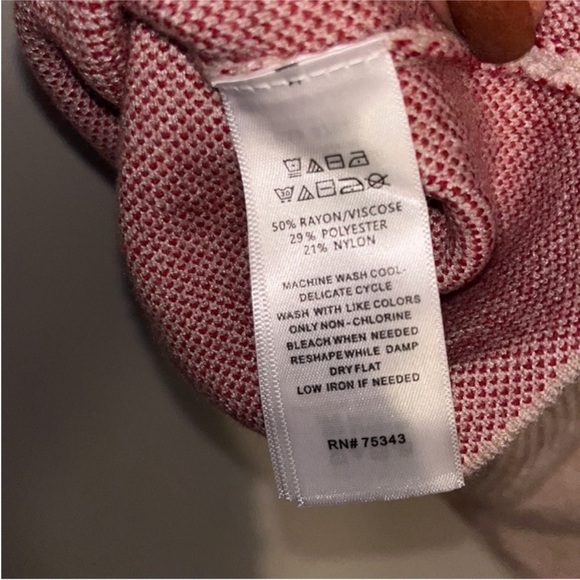 50% RAYON/VISCOSE
29% POLYESTER
21% NYLON
MACHINE WASH COOL-
DELICATE CYCLE
WASH WITH LIKE COLORS
ONLY NON-CHLORINE
BLEACH WHEN NEEDED
RESHAPE WHILE DAMP
DRY FLAT
LOW IRON IF NEEDED
RN# 75343